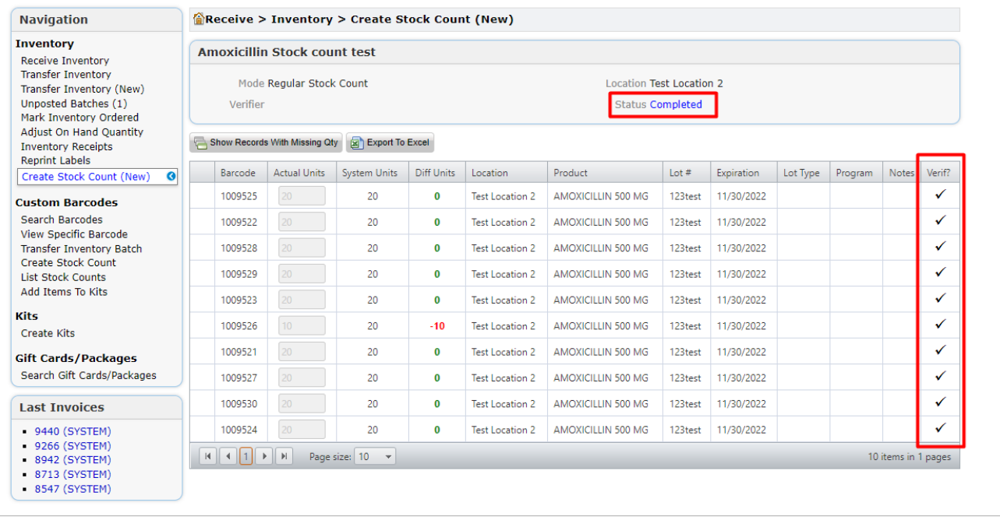 Navigation
Inventory
Receive Inventory
Transfer Inventory
Transfer Inventory (New)
Unposted Batches (1)
Mark Inventory Ordered
Adjust On Hand Quantity
Inventory Receipts
Reprint Labels
Create Stock Count (New)
Custom Barcodes
Search Barcodes
View Specific Barcode
Transfer Inventory Batch
Create Stock Count
List Stock Counts
Add Items To Kits
Kits
Create Kits
Gift Cards/Packages
Search Gift Cards/Packages
Last Invoices
9440 (SYSTEM)
9266 (SYSTEM)
8942 (SYSTEM)
8713 (SYSTEM)
8547 (SYSTEM)
Receive > Inventory > Create Stock Count (New)
Amoxicillin Stock count test
Mode Regular Stock Count Location Test Location 2
Verifier Status Completed
Show Records With Missing Qty Export To Excel
Barcode Actual Units System Units Diff Units Location Product Lot # Expiration Lot Type Program Notes Verif?
1009525 20 20 0 Test Location 2 AMOXICILLIN 500 MG 123test 11/30/2022 ✓
1009522 20 20 0 Test Location 2 AMOXICILLIN 500 MG 123test 11/30/2022 ✓
1009528 20 20 0 Test Location 2 AMOXICILLIN 500 MG 123test 11/30/2022 ✓
1009529 20 20 0 Test Location 2 AMOXICILLIN 500 MG 123test 11/30/2022 ✓
1009523 20 20 0 Test Location 2 AMOXICILLIN 500 MG 123test 11/30/2022 ✓
1009526 10 20 -10 Test Location 2 AMOXICILLIN 500 MG 123test 11/30/2022 ✓
1009521 20 20 0 Test Location 2 AMOXICILLIN 500 MG 123test 11/30/2022 ✓
1009527 20 20 0 Test Location 2 AMOXICILLIN 500 MG 123test 11/30/2022 ✓
1009530 20 20 0 Test Location 2 AMOXICILLIN 500 MG 123test 11/30/2022 ✓
1009524 20 20 0 Test Location 2 AMOXICILLIN 500 MG 123test 11/30/2022 ✓
1 Page size: 10 10 items in 1 pages